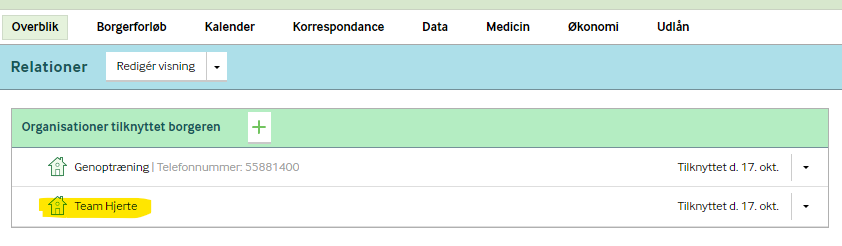 Overblik Borgerforløb Kalender Korrespondance Data Medicin Økonomi Udlån
Relationer Redigér visning
Organisationer tilknyttet borgeren +
Genoptræning | Telefonnummer: 55881400 Tilknyttet d. 17. okt.
Team Hjerte Tilknyttet d. 17. okt.